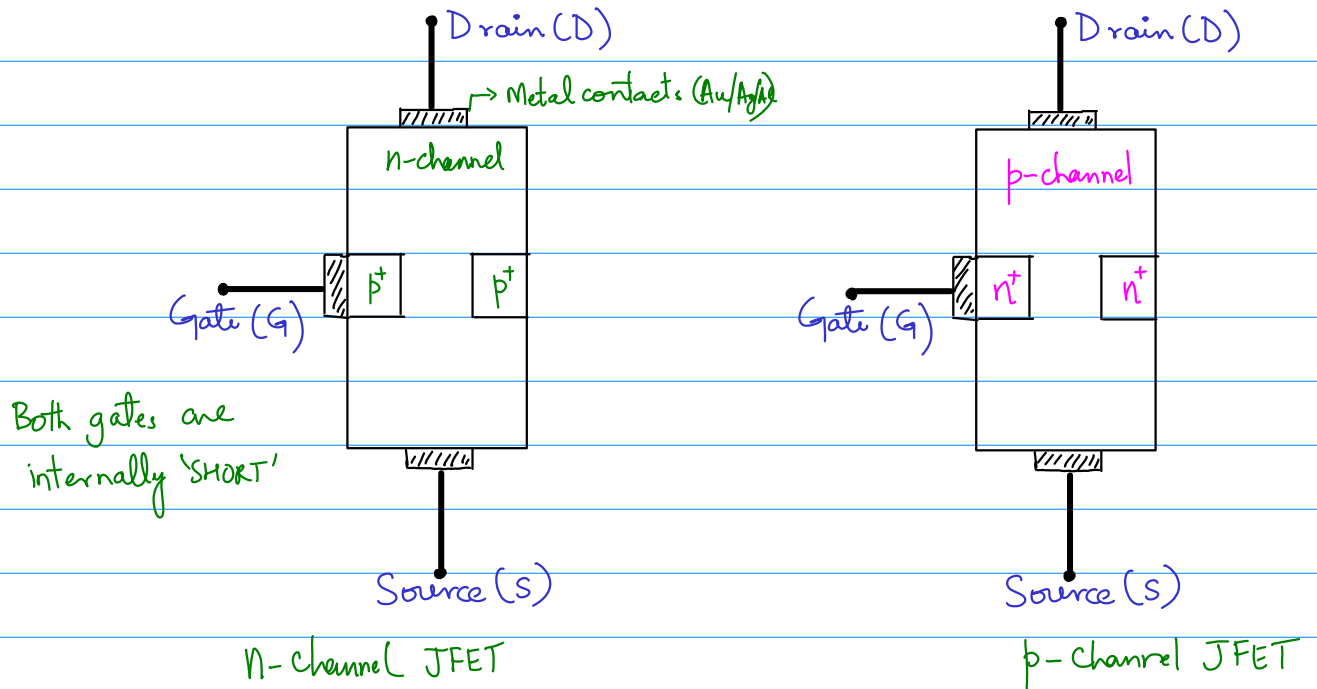 Drain(D)
Metal contacts (Au/Ag/Al)
n-channel
p+
p+
Gate(G)
Both gates are
internally 'SHORT'
Source(S)
n-channel JFET
Drain(D)
p-channel
n+
n+
Gate(G)
Source(S)
p-channel JFET